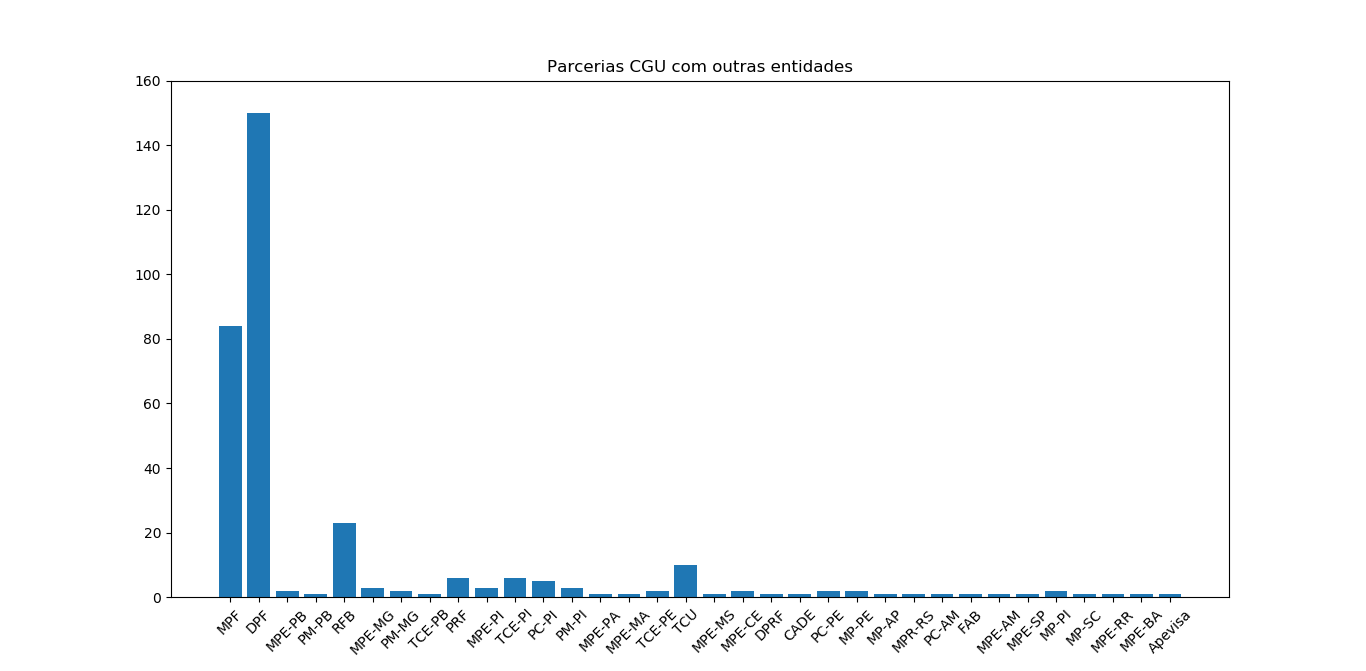 Parcerias CGU com outras entidades
160
140
120
100
80
60
40
20
0
MPF
DPF
MPE-PB
PM-PB
RFB
MPE-MG
PM-MG
TCE-PB
PRF
MPE-PI
TCE-PI
PC-PI
PM-PI
MPE-PA
MPE-MA
TCE-PE
TCU
MPE-MS
MPE-CE
DPRF
CADE
PC-PE
MP-PE
MP-AP
MPR-RS
PC-AM
FAB
MPE-AM
MPE-SP
MP-PI
MP-SC
MPE-RR
MPE-BA
Apevisa